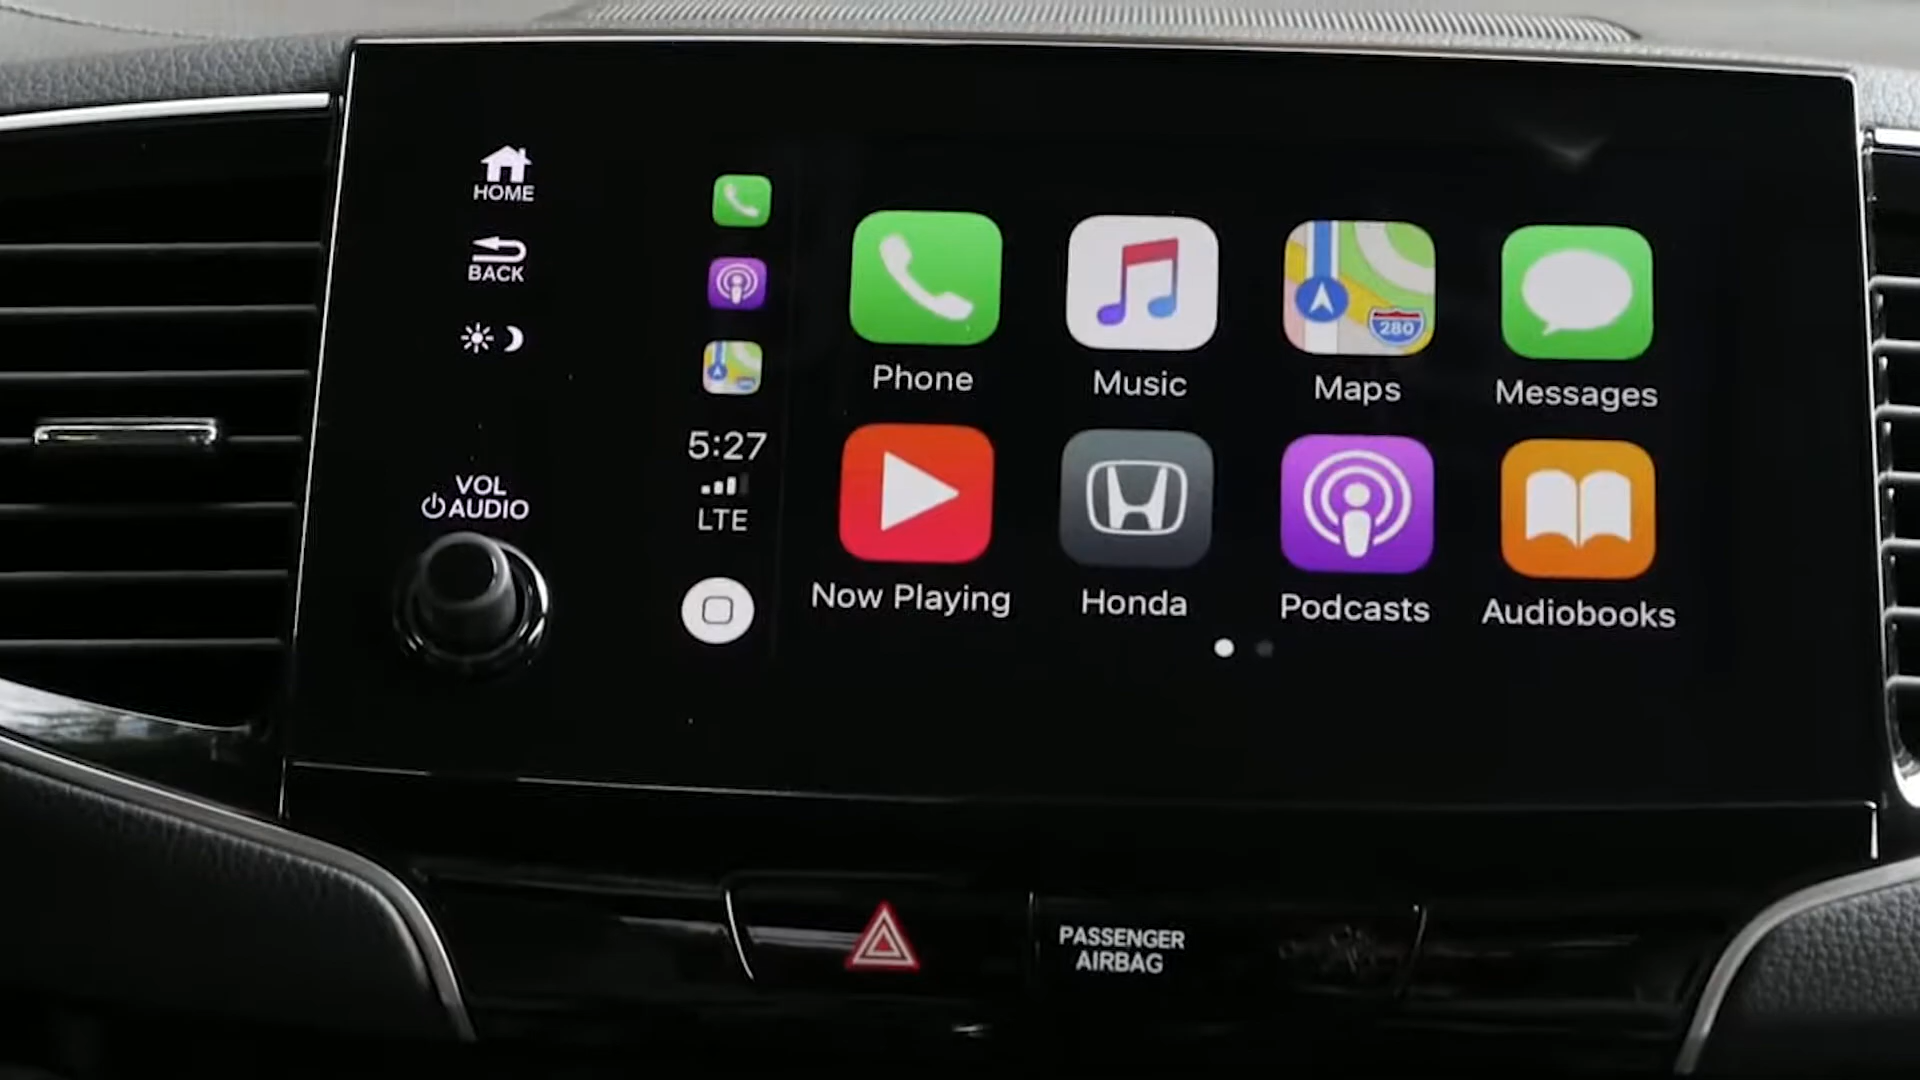 HOME
BACK
VOL
AUDIO
5:27
LTE
Phone
Music
280
Maps
Messages
Now Playing
Honda
Podcasts
Audiobooks
PASSENGER
AIRBAG